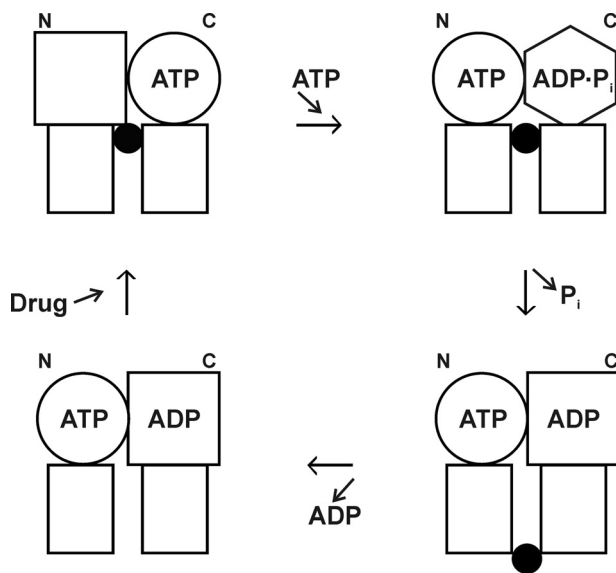 N C N C
ATP ATP ATP ADP·Pi
Drug Pi
N C N C
ATP ADP ATP ADP
ADP